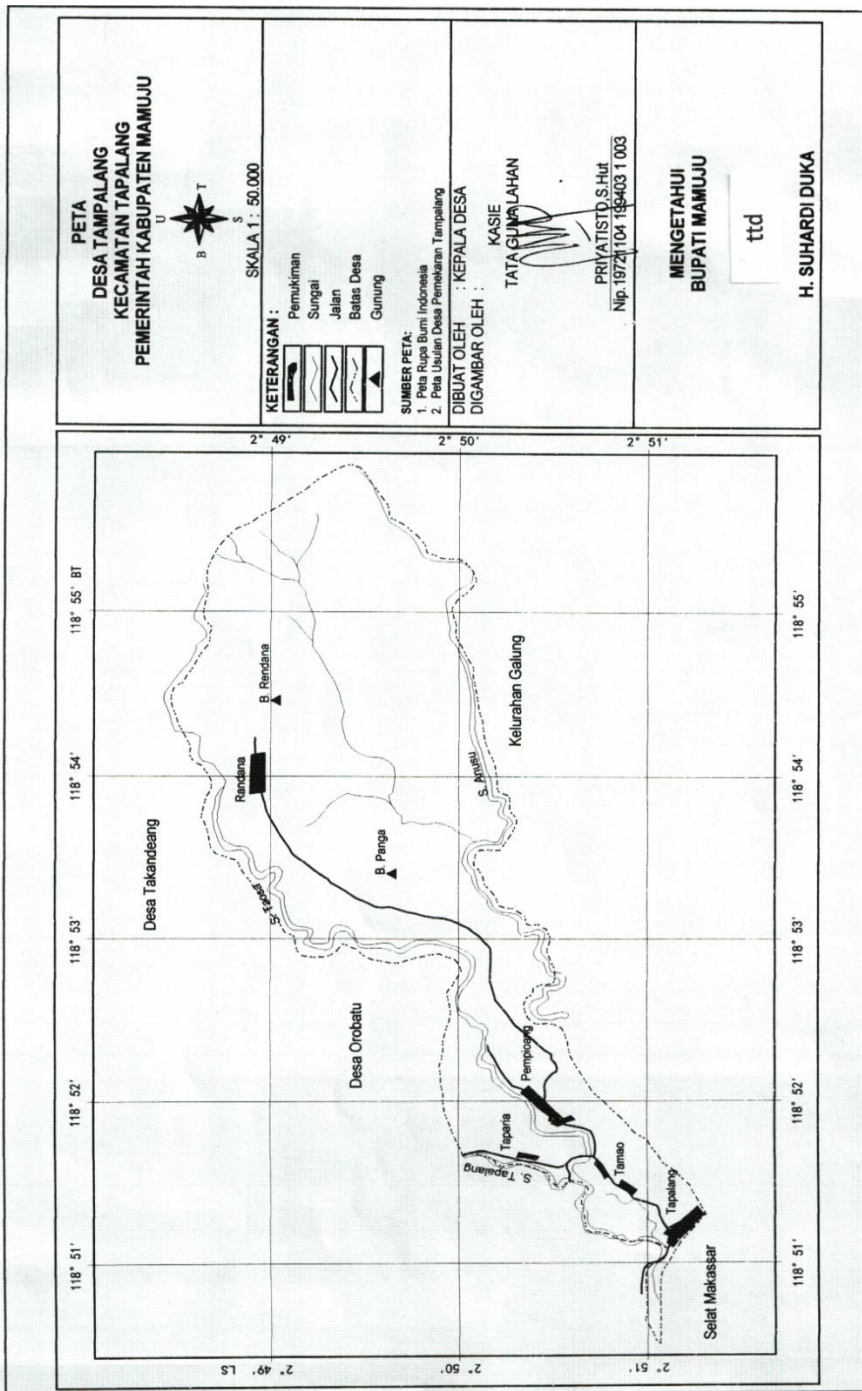 PETA
DESA TAMPALANG
KECAMATAN TAPALANG
PEMERINTAH KABUPATEN MAMUJU
U
B T
S
SKALA 1 : 50.000
KETERANGAN :
Pemukiman
Sungai
Jalan
Batas Desa
Gunung
SUMBER PETA:
1. Peta Rupa Bumi Indonesia
2. Peta Usulan Desa Pemekaran Tampalang
DIBUAT OLEH : KEPALA DESA
DIGAMBAR OLEH :
KASIE
TATA GUNA LAHAN
PRIYATISTO,S.Hut
Nip.19721104 199403 1 003
MENGETAHUI
BUPATI MAMUJU
ttd
H. SUHARDI DUKA
118° 51' 118° 52' 118° 53' 118° 54' 118° 55' BT
2° 49' LS
2° 49'
2° 50'
2° 50'
2° 51'
2° 51'
118° 51' 118° 52' 118° 53' 118° 54' 118° 55'
Desa Takandeang
Desa Orobatu
Randana
B. Rendana
B. Panga
S. Anusu
Kelurahan Galung
Pempioang
Taparia
S. Tapalang
Tamao
Tapalang
Selat Makassar